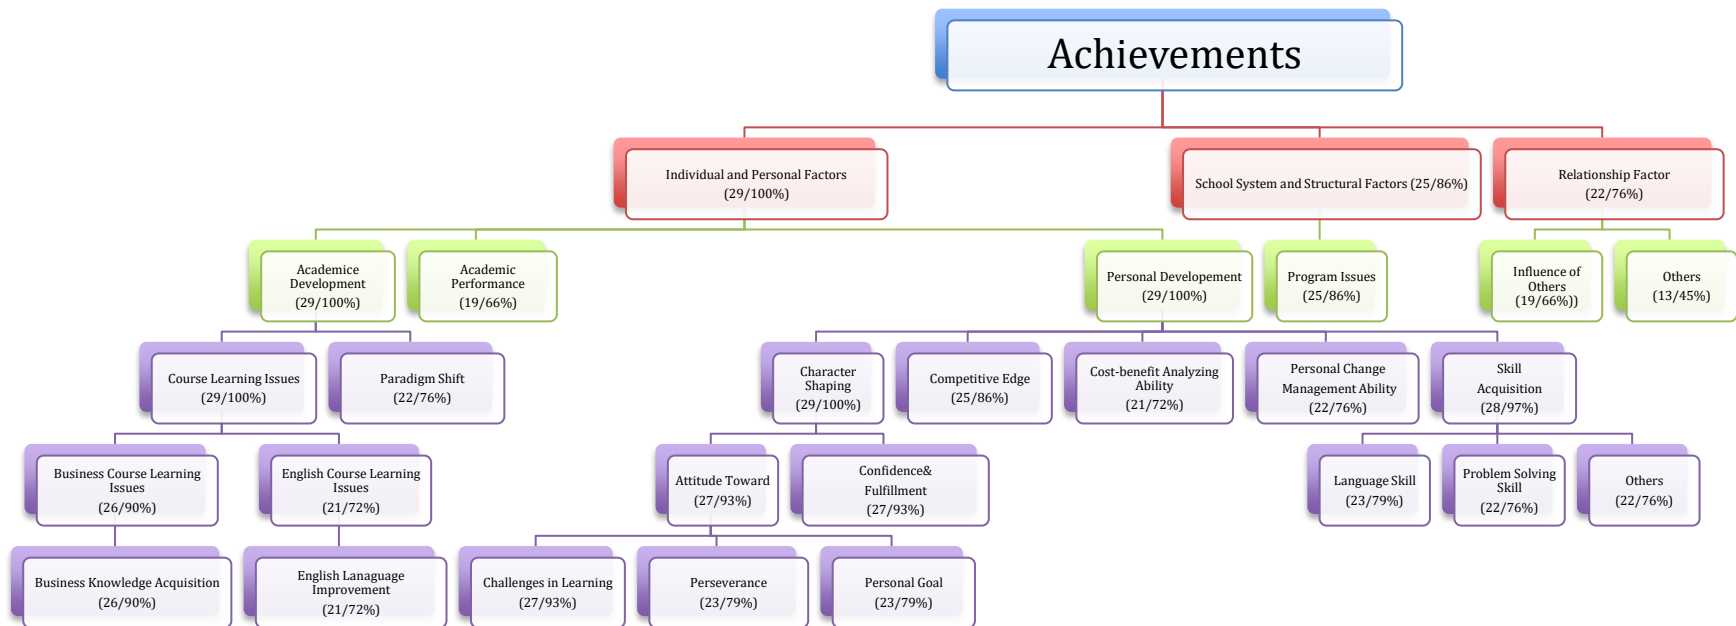 Achievements
Individual and Personal Factors
(29/100%)
School System and Structural Factors (25/86%)
Relationship Factor
(22/76%)
Academice
Development
(29/100%)
Academic
Performance
(19/66%)
Personal Developement
(29/100%)
Program Issues
(25/86%)
Influence of
Others
(19/66%))
Others
(13/45%)
Course Learning Issues
(29/100%)
Paradigm Shift
(22/76%)
Character
Shaping
(29/100%)
Competitive Edge
(25/86%)
Cost-benefit Analyzing
Ability
(21/72%)
Personal Change
Management Ability
(22/76%)
Skill
Acquisition
(28/97%)
Business Course Learning
Issues
(26/90%)
English Course Learning
Issues
(21/72%)
Attitude Toward
(27/93%)
Confidence&
Fulfillment
(27/93%)
Language Skill
(23/79%)
Problem Solving
Skill
(22/76%)
Others
(22/76%)
Business Knowledge Acquisition
(26/90%)
English Lanaguage
Improvement
(21/72%)
Challenges in Learning
(27/93%)
Perseverance
(23/79%)
Personal Goal
(23/79%)